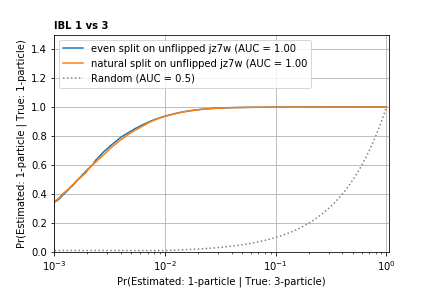 IBL 1 vs 3
even split on unflipped jz7w (AUC = 1.00
natural split on unflipped jz7w (AUC = 1.00
Random (AUC = 0.5)
Pr(Estimated: 1-particle | True: 1-particle)
1.4
1.2
1.0
0.8
0.6
0.4
0.2
0.0
10⁻³
10⁻²
10⁻¹
10⁰
Pr(Estimated: 1-particle | True: 3-particle)